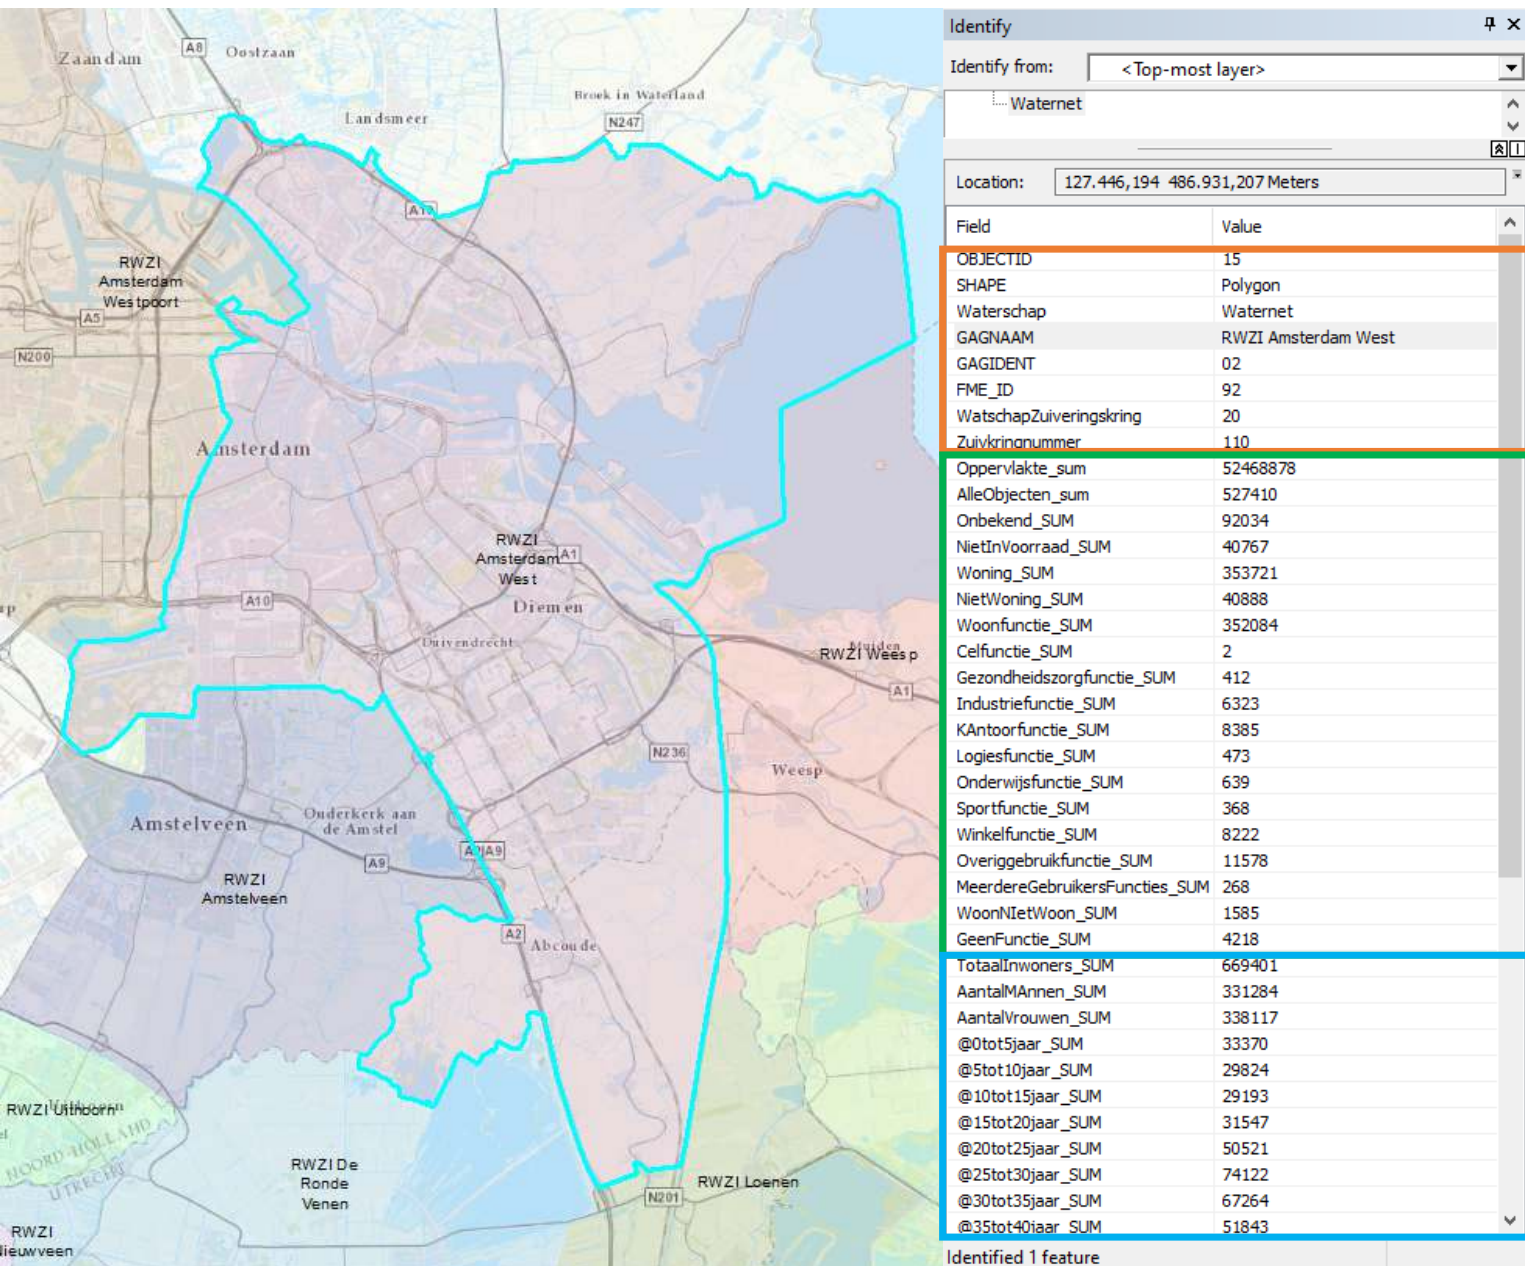 Zaandam
A8
Oostzaan
Broek in Waterland
Landsmeer
N247
A10
RWZI
Amsterdam
Westpoort
A5
N200
Amsterdam
RWZI
Amsterdam
West
A1
Diemen
A10
Duivendrecht
Muiden
RWZI Weesp
A1
N236
Weesp
Amstelveen
Ouderkerk aan
de Amstel
A9
A2|A9
RWZI
Amstelveen
A2
Abcoude
RWZI Uithoorn
Uithoorn
NOORD-HOLLAND
UTRECHT
RWZI De
Ronde
Venen
RWZI Loenen
N201
RWZI
Nieuwveen
Identify
Identify from: <Top-most layer>
Waternet
Location: 127.446,194 486.931,207 Meters
Field Value
OBJECTID 15
SHAPE Polygon
Waterschap Waternet
GAGNAAM RWZI Amsterdam West
GAGIDENT 02
FME_ID 92
WatschapZuiveringskring 20
Zuivkringnummer 110
Oppervlakte_sum 52468878
AlleObjecten_sum 527410
Onbekend_SUM 92034
NietInVoorraad_SUM 40767
Woning_SUM 353721
NietWoning_SUM 40888
Woonfunctie_SUM 352084
Celfunctie_SUM 2
Gezondheidszorgfunctie_SUM 412
Industriefunctie_SUM 6323
KAntoorfunctie_SUM 8385
Logiesfunctie_SUM 473
Onderwijsfunctie_SUM 639
Sportfunctie_SUM 368
Winkelfunctie_SUM 8222
Overiggebruikfunctie_SUM 11578
MeerdereGebruikersFuncties_SUM 268
WoonNIetWoon_SUM 1585
GeenFunctie_SUM 4218
TotaalInwoners_SUM 669401
AantalMAnnen_SUM 331284
AantalVrouwen_SUM 338117
@0tot5jaar_SUM 33370
@5tot10jaar_SUM 29824
@10tot15jaar_SUM 29193
@15tot20jaar_SUM 31547
@20tot25jaar_SUM 50521
@25tot30jaar_SUM 74122
@30tot35jaar_SUM 67264
@35tot40jaar_SUM 51843
Identified 1 feature